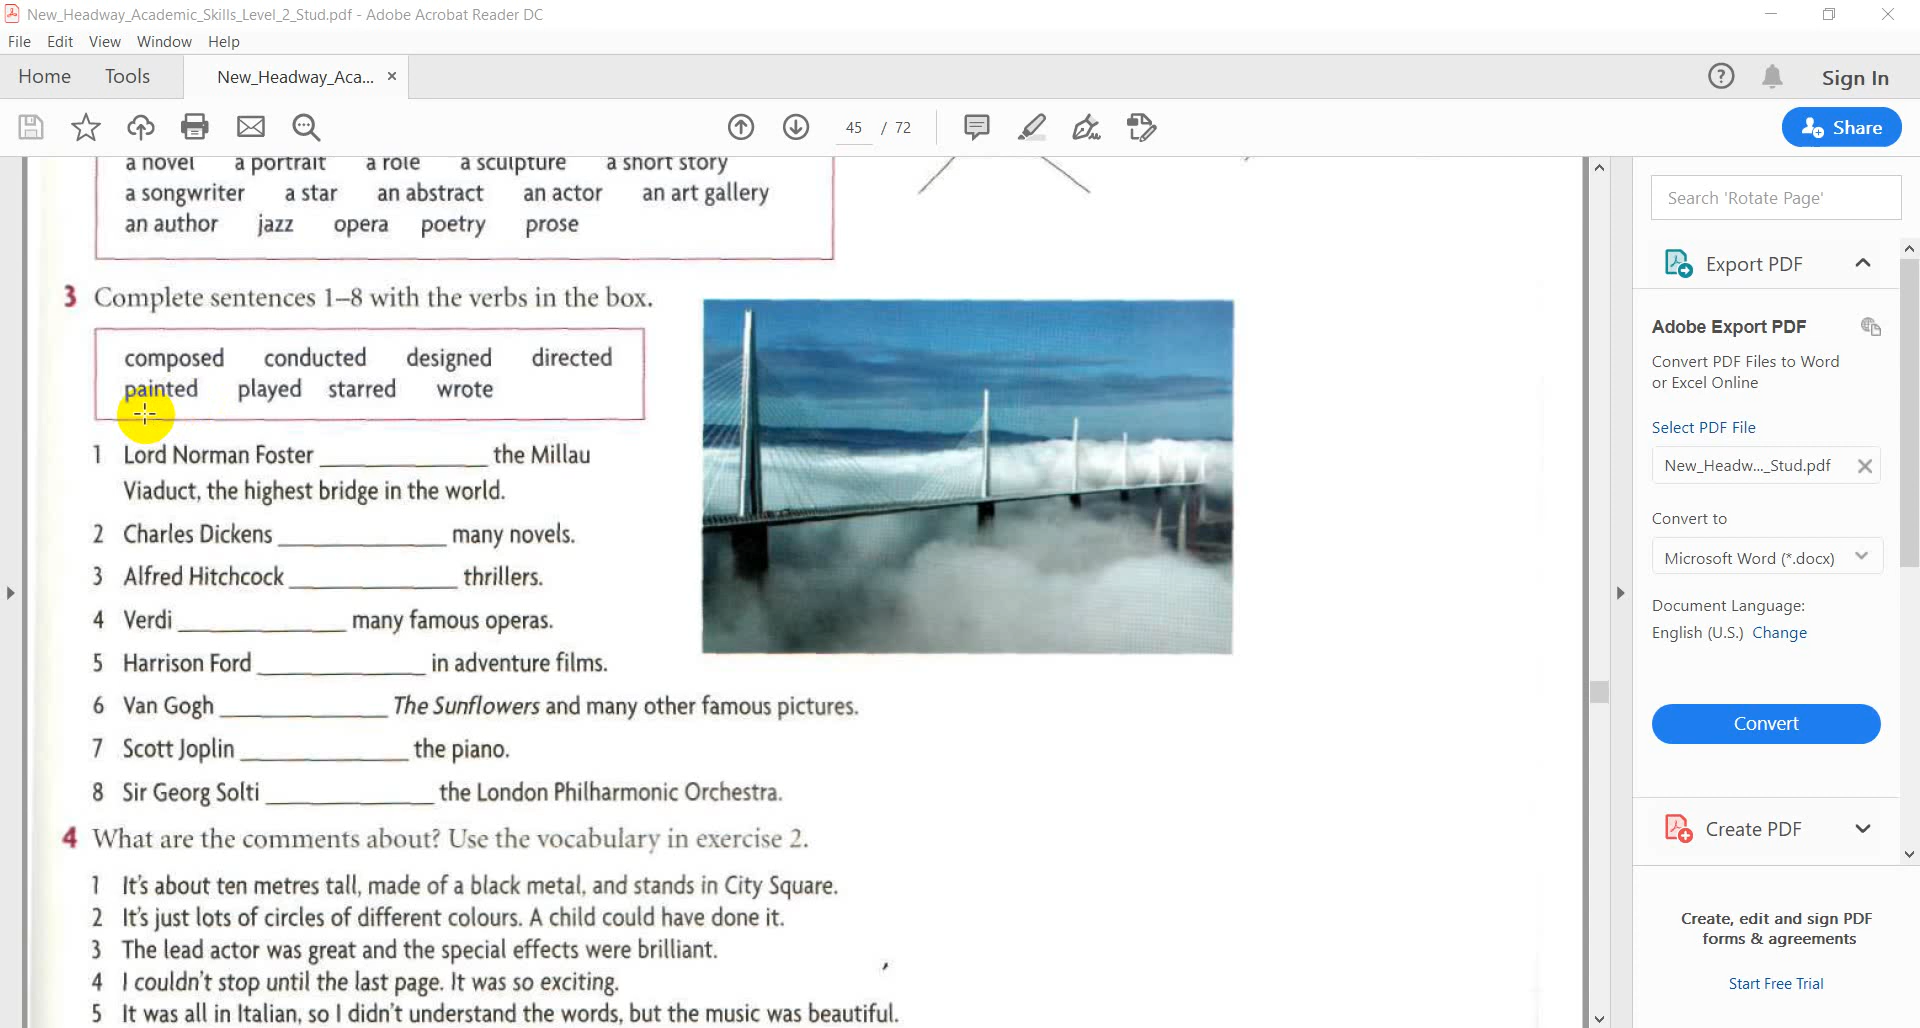 New_Headway_Academic_Skills_Level_2_Stud.pdf - Adobe Acrobat Reader DC
File Edit View Window Help
Home Tools New_Headway_Aca... × Sign In
45 / 72 Share
a novel a portrait a role a sculpture a short story
a songwriter a star an abstract an actor an art gallery
an author jazz opera poetry prose
3 Complete sentences 1–8 with the verbs in the box.
composed conducted designed directed
painted played starred wrote
1 Lord Norman Foster ______________ the Millau
Viaduct, the highest bridge in the world.
2 Charles Dickens ______________ many novels.
3 Alfred Hitchcock ______________ thrillers.
4 Verdi ______________ many famous operas.
5 Harrison Ford ______________ in adventure films.
6 Van Gogh ______________ The Sunflowers and many other famous pictures.
7 Scott Joplin ______________ the piano.
8 Sir Georg Solti ______________ the London Philharmonic Orchestra.
4 What are the comments about? Use the vocabulary in exercise 2.
1 It's about ten metres tall, made of a black metal, and stands in City Square.
2 It's just lots of circles of different colours. A child could have done it.
3 The lead actor was great and the special effects were brilliant.
4 I couldn't stop until the last page. It was so exciting.
5 It was all in Italian, so I didn't understand the words, but the music was beautiful.
Search 'Rotate Page'
Export PDF
Adobe Export PDF
Convert PDF Files to Word
or Excel Online
Select PDF File
New_Headw..._Stud.pdf
Convert to
Microsoft Word (*.docx)
Document Language:
English (U.S.) Change
Convert
Create PDF
Create, edit and sign PDF
forms & agreements
Start Free Trial